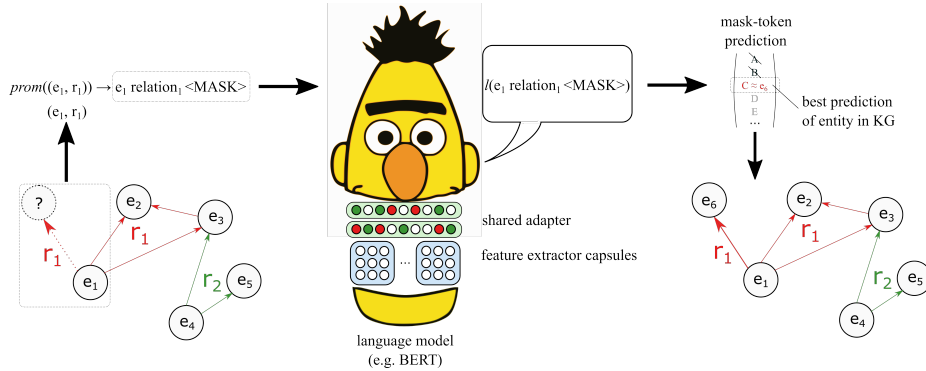 prom((e₁, r₁)) → e₁ relation₁ <MASK>
(e₁, r₁)
?
e₂
e₃
r₁
r₁
e₁
r₂
e₅
e₄
l(e₁ relation₁ <MASK>)
shared adapter
feature extractor capsules
...
language model
(e.g. BERT)
mask-token
prediction
A
B
C ≈ e₆
D
E
...
best prediction
of entity in KG
e₆
e₂
e₃
r₁
r₁
e₁
r₂
e₅
e₄